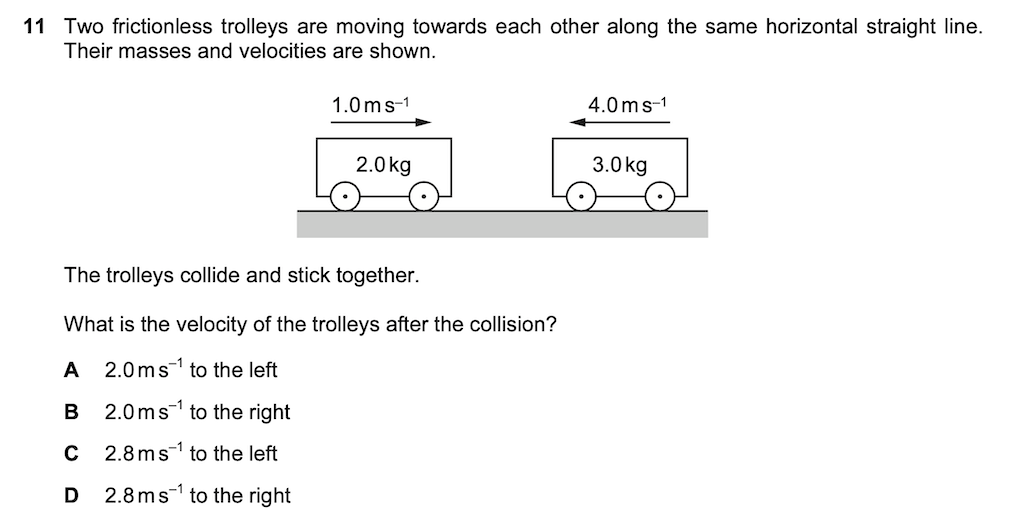 11 Two frictionless trolleys are moving towards each other along the same horizontal straight line.
Their masses and velocities are shown.
1.0 m s⁻¹ 4.0 m s⁻¹
2.0 kg 3.0 kg
The trolleys collide and stick together.
What is the velocity of the trolleys after the collision?
A 2.0 m s⁻¹ to the left
B 2.0 m s⁻¹ to the right
C 2.8 m s⁻¹ to the left
D 2.8 m s⁻¹ to the right